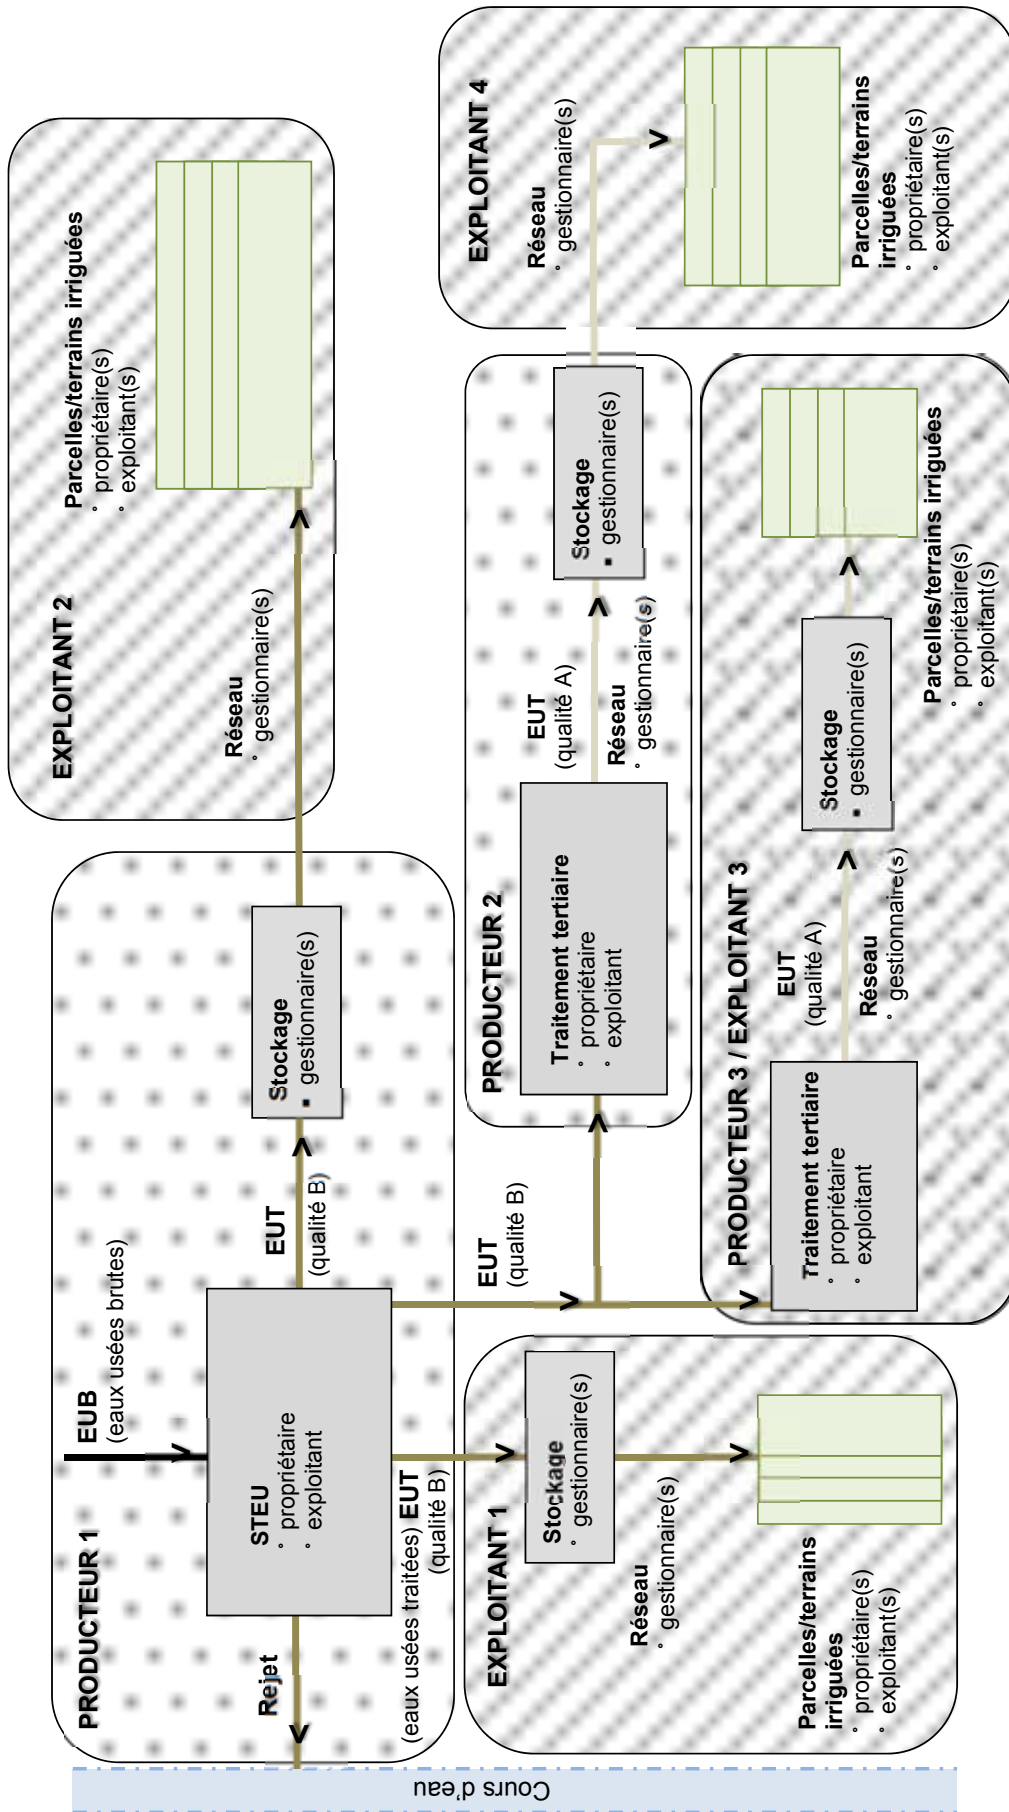 PRODUCTEUR 1
EUB
(eaux usées brutes)
STEU
° propriétaire
° exploitant
Rejet
Cours d'eau
(eaux usées traitées) EUT
(qualité B)
EUT
(qualité B)
Stockage
▪ gestionnaire(s)
EXPLOITANT 2
Réseau
° gestionnaire(s)
Parcelles/terrains irriguées
° propriétaire(s)
° exploitant(s)
EXPLOITANT 1
Stockage
° gestionnaire(s)
Réseau
° gestionnaire(s)
Parcelles/terrains
irriguées
° propriétaire(s)
° exploitant(s)
EUT
(qualité B)
PRODUCTEUR 2
Traitement tertiaire
° propriétaire
° exploitant
EUT
(qualité A)
Réseau
° gestionnaire(s)
Stockage
▪ gestionnaire(s)
EXPLOITANT 4
Réseau
° gestionnaire(s)
Parcelles/terrains
irriguées
° propriétaire(s)
° exploitant(s)
PRODUCTEUR 3 / EXPLOITANT 3
Traitement tertiaire
° propriétaire
° exploitant
EUT
(qualité A)
Réseau
° gestionnaire(s)
Stockage
▪ gestionnaire(s)
Parcelles/terrains irriguées
° propriétaire(s)
° exploitant(s)